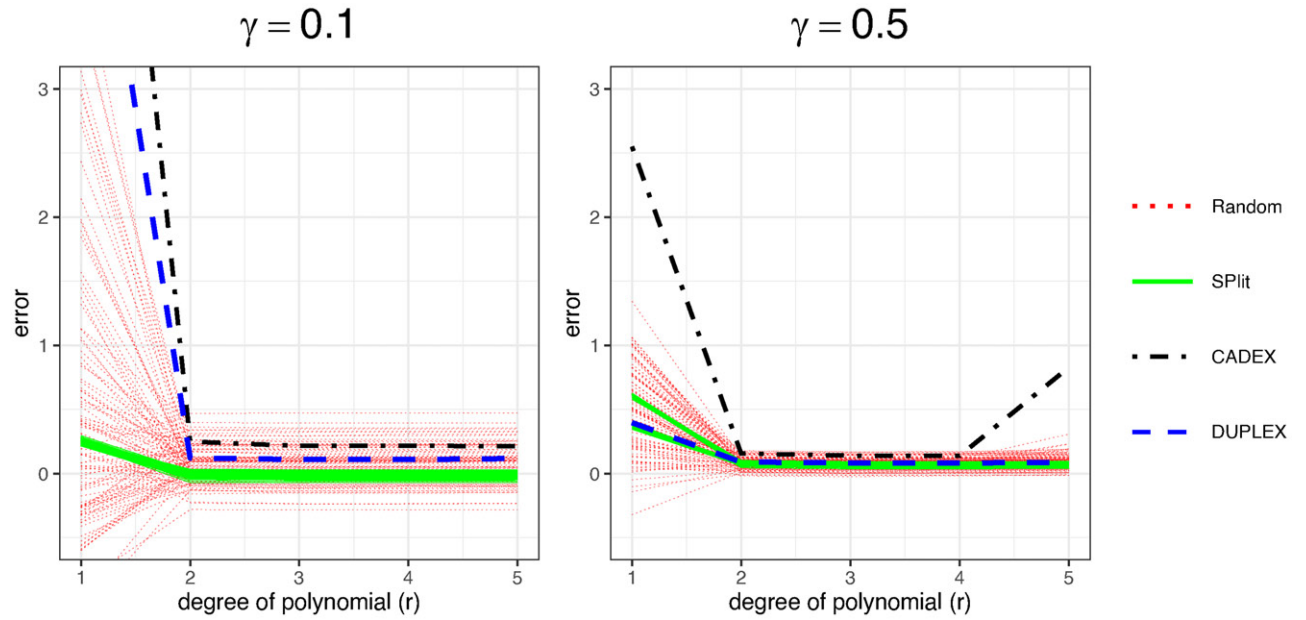 γ = 0.1
γ = 0.5
error
3
2
1
0
1 2 3 4 5
degree of polynomial (r)
error
3
2
1
0
1 2 3 4 5
degree of polynomial (r)
Random
SPlit
CADEX
DUPLEX